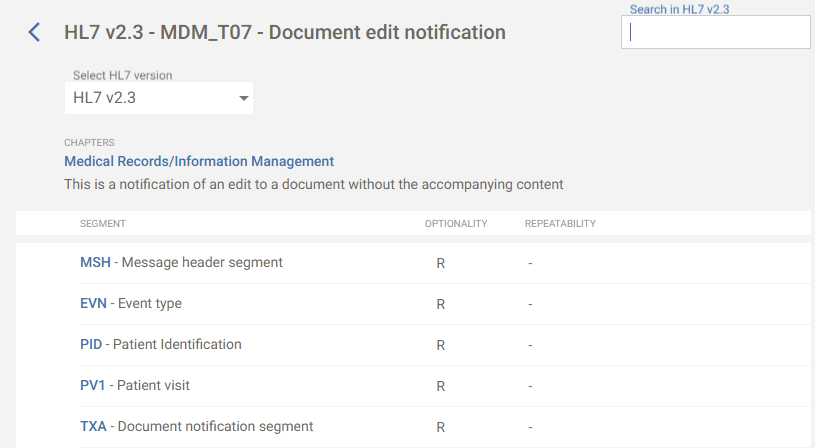 Search in HL7 v2.3
HL7 v2.3 - MDM_T07 - Document edit notification
Select HL7 version
HL7 v2.3
CHAPTERS
Medical Records/Information Management
This is a notification of an edit to a document without the accompanying content
SEGMENT OPTIONALITY REPEATABILITY
MSH - Message header segment R -
EVN - Event type R -
PID - Patient Identification R -
PV1 - Patient visit R -
TXA - Document notification segment R -